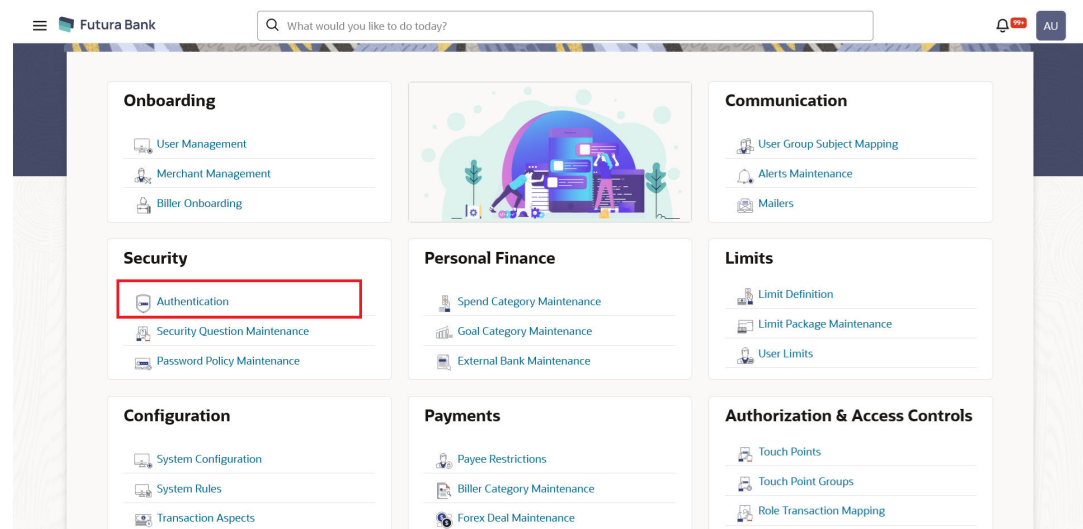 Futura Bank
What would you like to do today?
99+
AU
Onboarding
User Management
Merchant Management
Biller Onboarding
Communication
User Group Subject Mapping
Alerts Maintenance
Mailers
Security
Authentication
Security Question Maintenance
Password Policy Maintenance
Personal Finance
Spend Category Maintenance
Goal Category Maintenance
External Bank Maintenance
Limits
Limit Definition
Limit Package Maintenance
User Limits
Configuration
System Configuration
System Rules
Transaction Aspects
Payments
Payee Restrictions
Biller Category Maintenance
Forex Deal Maintenance
Authorization & Access Controls
Touch Points
Touch Point Groups
Role Transaction Mapping